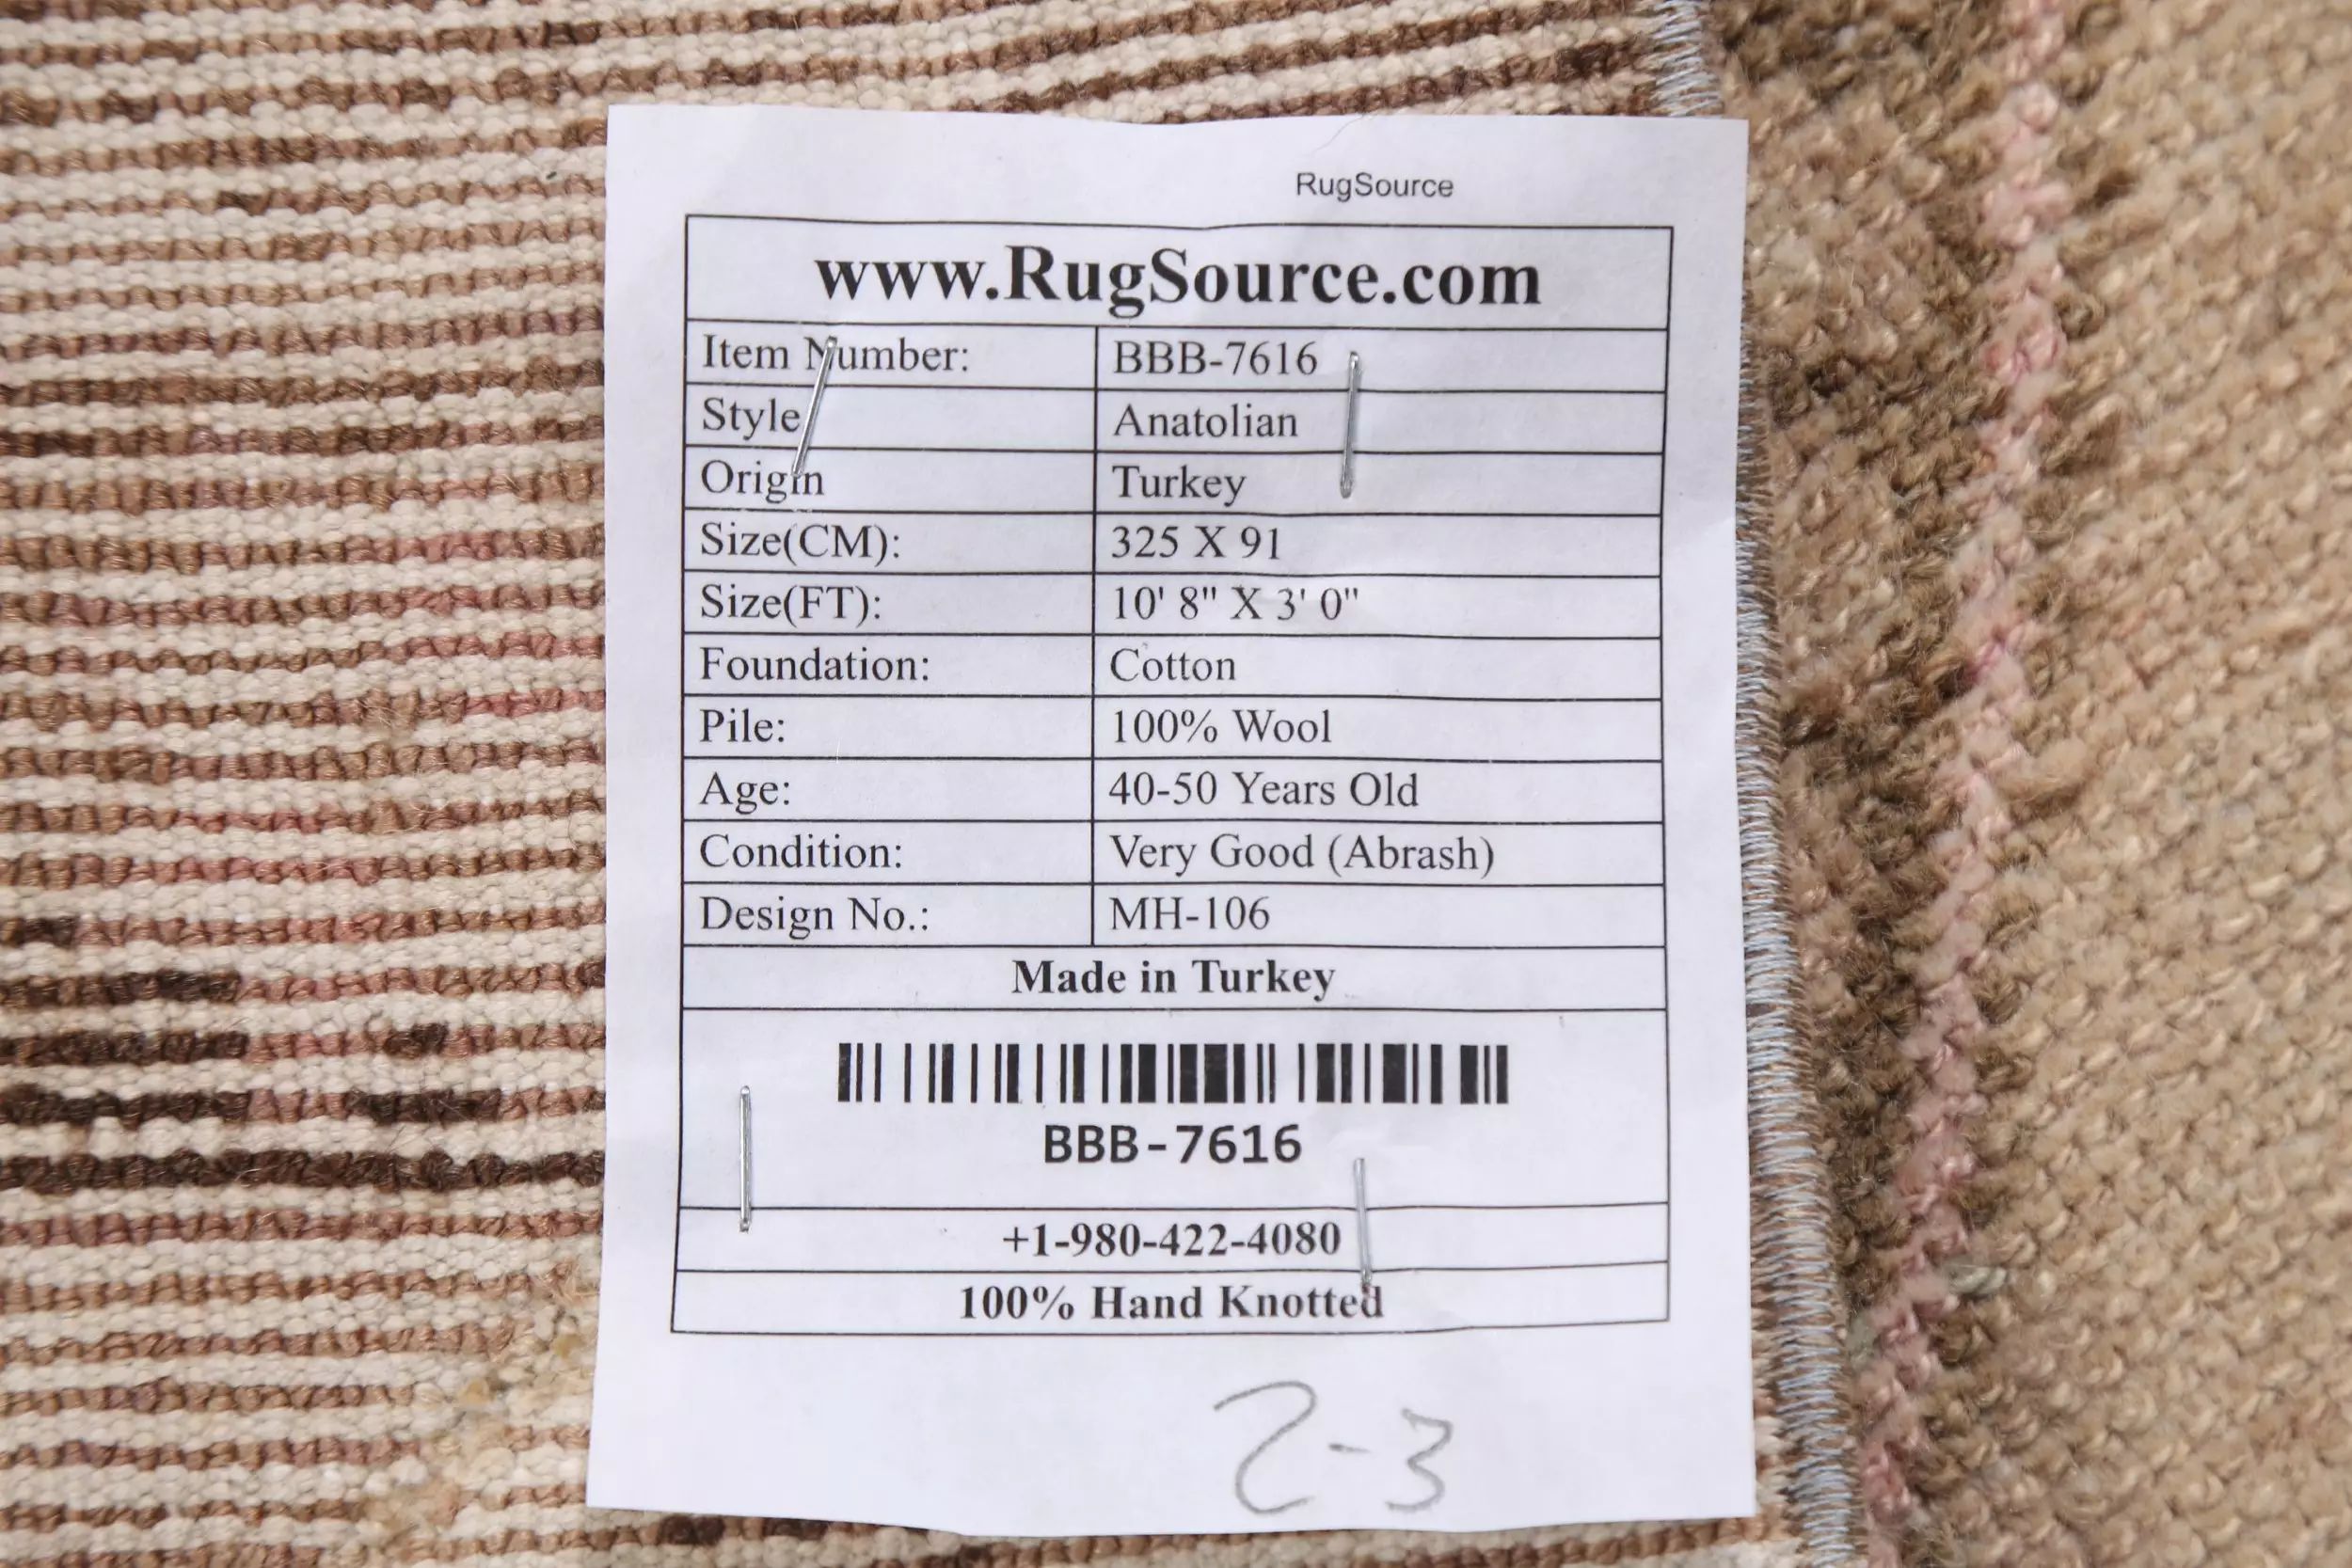 RugSource
www.RugSource.com
Item Number: BBB-7616
Style Anatolian
Origin Turkey
Size(CM): 325 X 91
Size(FT): 10' 8" X 3' 0"
Foundation: Cotton
Pile: 100% Wool
Age: 40-50 Years Old
Condition: Very Good (Abrash)
Design No.: MH-106
Made in Turkey
BBB-7616
+1-980-422-4080
100% Hand Knotted
2-3